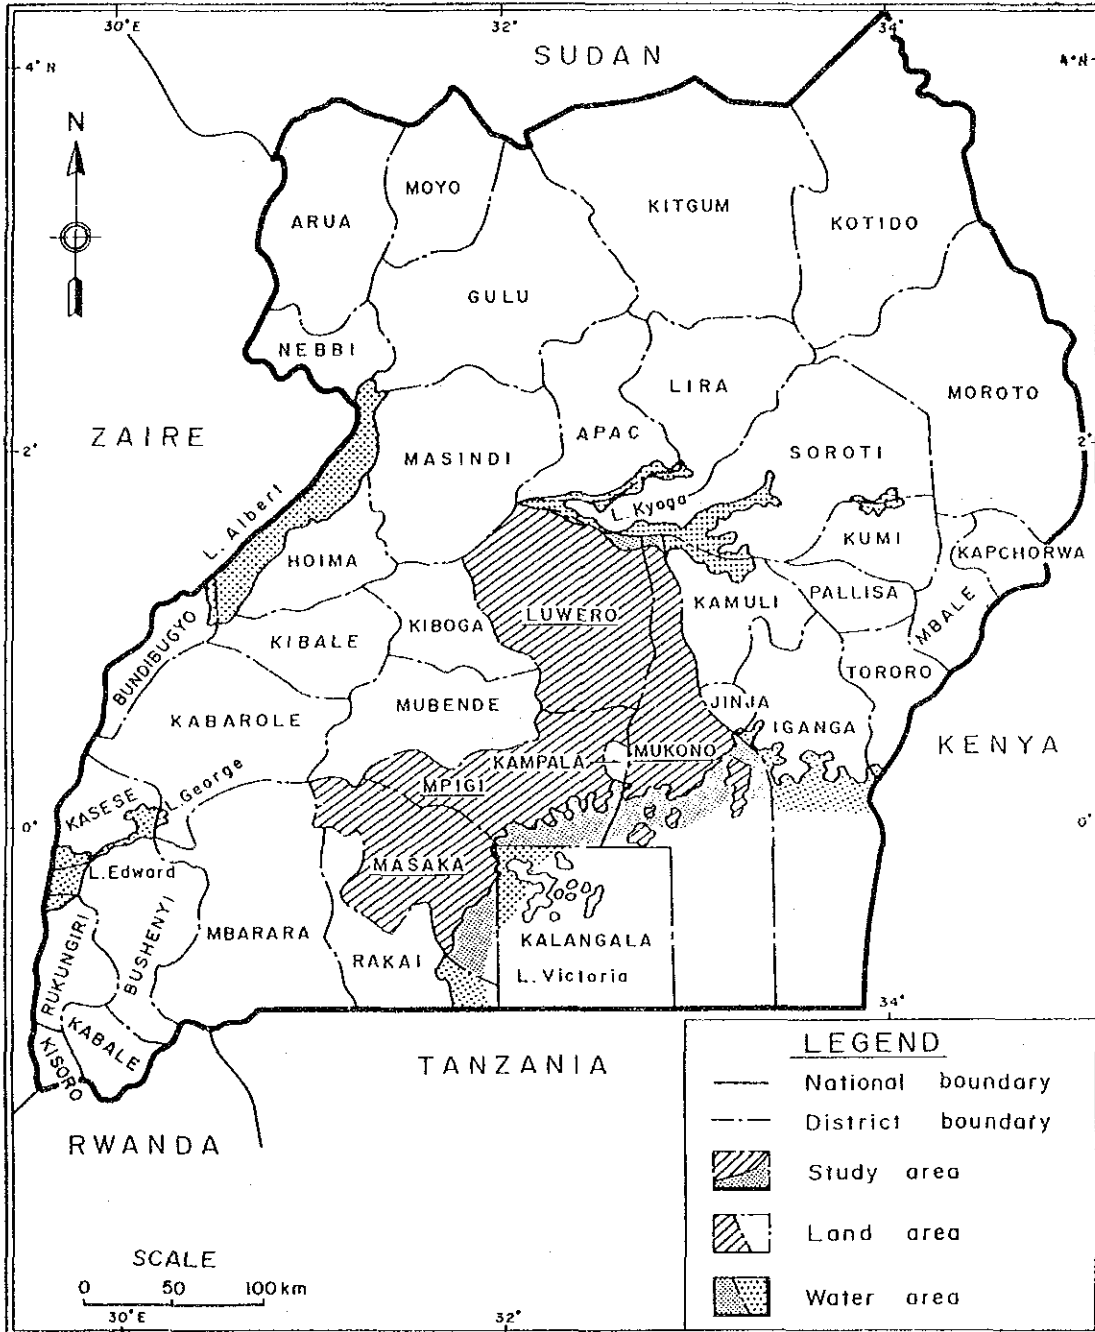 30°E 32° 34°
SUDAN
4°N 4°N
N
MOYO
KITGUM
ARUA
KOTIDO
GULU
NEBBI
LIRA
MOROTO
ZAIRE
APAC
2° 2°
MASINDI
SOROTI
L. Albert
L. Kyoga
KUMI
KAPCHORWA
HOIMA
PALLISA
KAMULI
LUWERO
MBALE
KIBOGA
KIBALE
BUNDIBUGYO
TORORO
MUBENDE
JINJA
KABAROLE
IGANGA
MUKONO
KENYA
KAMPALA
MPIGI
L. George
KASESE
0° 0°
MASAKA
L. Edward
MBARARA
KALANGALA
RAKAI
L. Victoria
BUSHENYI
RUKUNGIRI
34°
KABALE
KISORO
TANZANIA
RWANDA
LEGEND
National boundary
District boundary
Study area
Land area
Water area
SCALE
0 50 100 km
30°E 32°